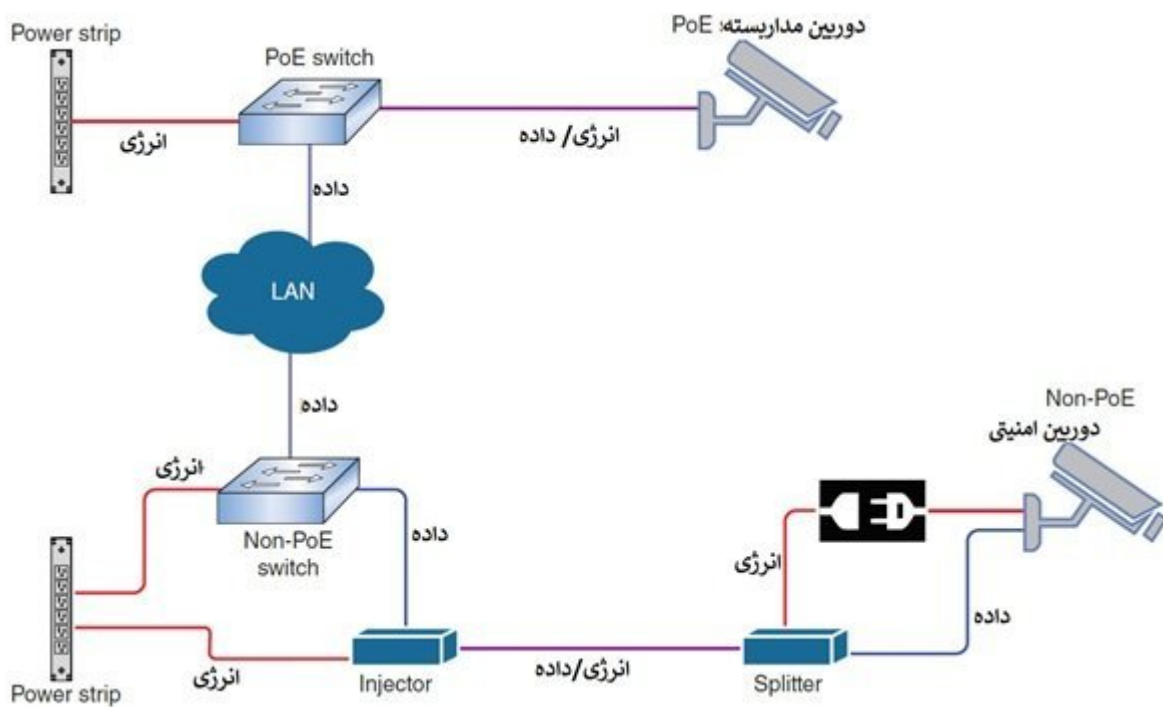 Power strip
PoE switch
دوربین مداربسته؛ PoE
انرژی
انرژی/ داده
داده
LAN
داده
Non-PoE
دوربین امنیتی
انرژی
Non-PoE
switch
داده
انرژی
داده
Power strip
انرژی
Injector
انرژی/داده
Splitter